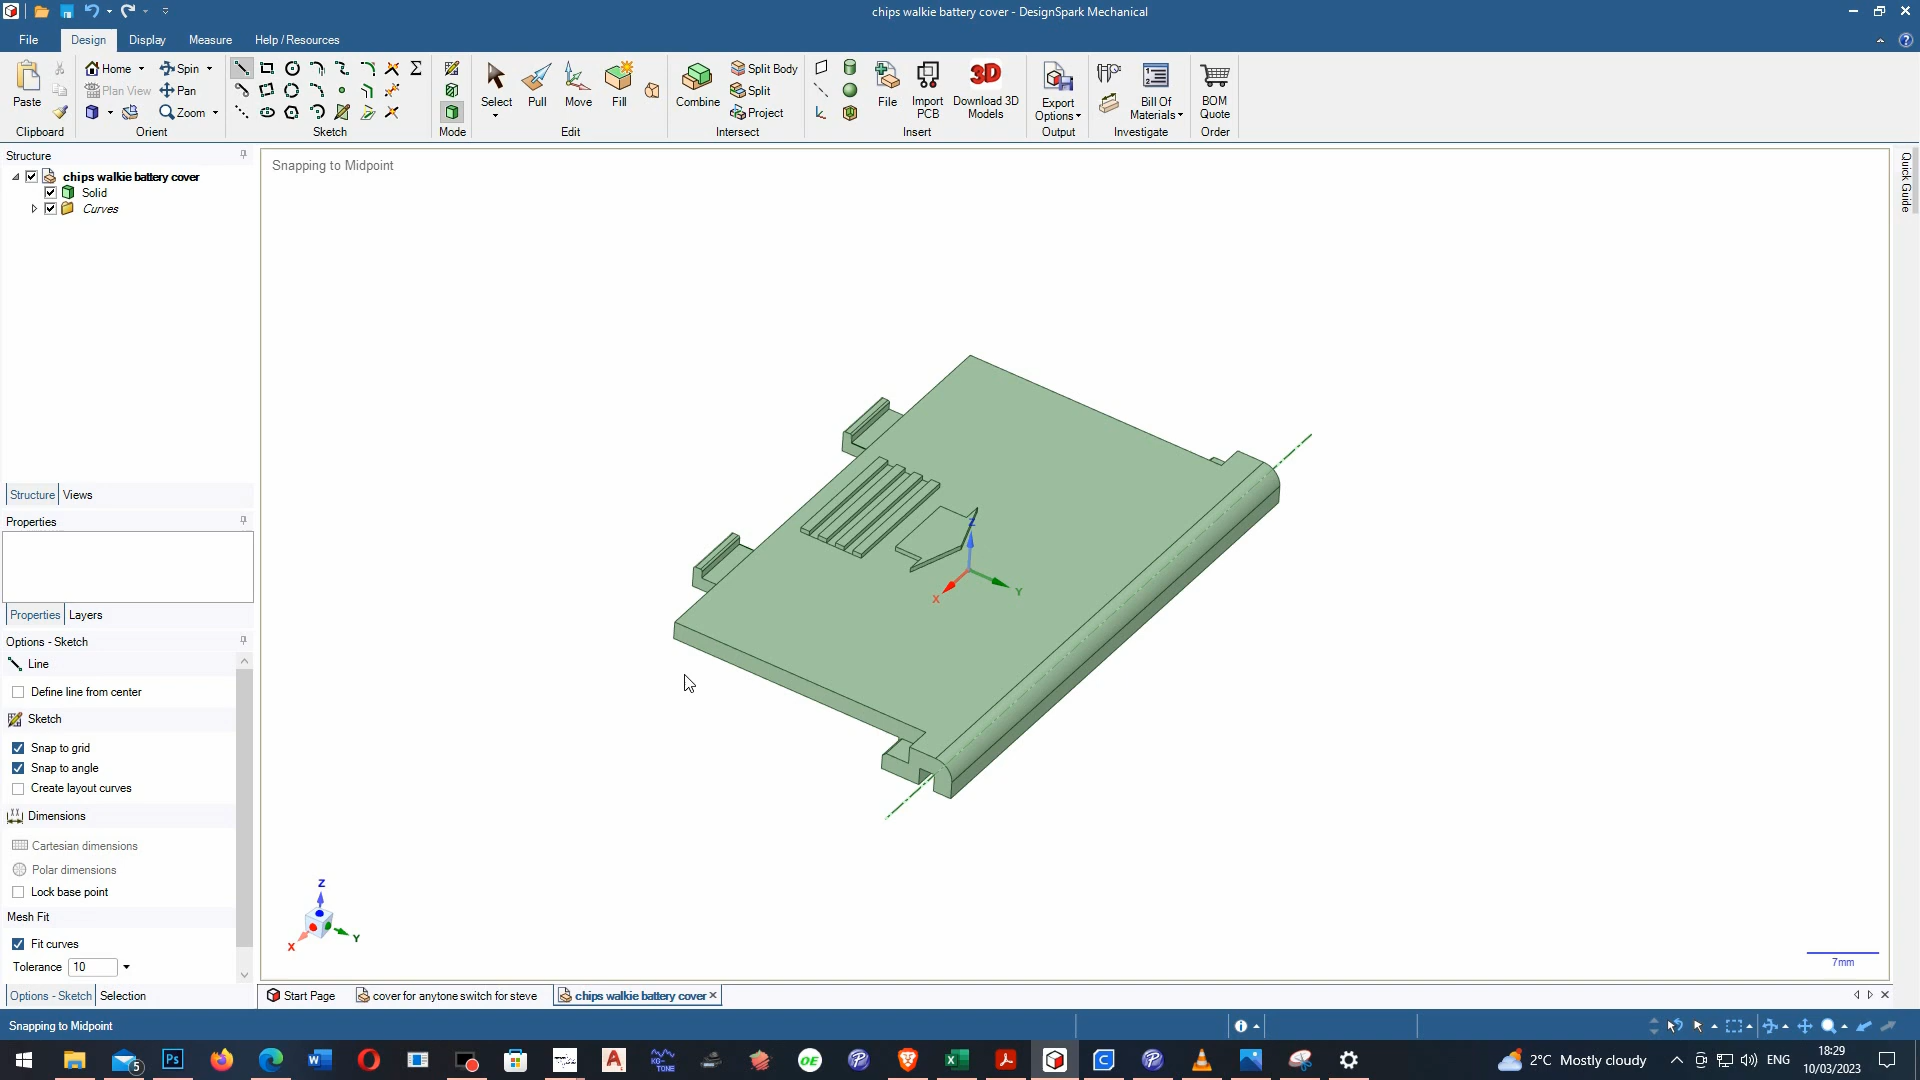 chips walkie battery cover - DesignSpark Mechanical
File
Design
Display
Measure
Help / Resources
Paste
Clipboard
Home
Plan View
Spin
Pan
Zoom
Orient
Sketch
Mode
Select
Pull
Move
Fill
Edit
Combine
Split Body
Split
Project
Intersect
File
Import
PCB
3D
Download 3D
Models
Insert
Export
Options
Output
Bill Of
Materials
Investigate
BOM
Quote
Order
Structure
chips walkie battery cover
Solid
Curves
Structure
Views
Properties
Properties
Layers
Options - Sketch
Line
Define line from center
Sketch
Snap to grid
Snap to angle
Create layout curves
Dimensions
Cartesian dimensions
Polar dimensions
Lock base point
Mesh Fit
Fit curves
Tolerance 10
Options - Sketch
Selection
Snapping to Midpoint
Quick Guide
Z
X
Y
Z
X
Y
7mm
Start Page
cover for anytone switch for steve
chips walkie battery cover
Snapping to Midpoint
5
Ps
W
A
KG-
TONE
OE
P
X
C
P
2°C Mostly cloudy
ENG
18:29
10/03/2023